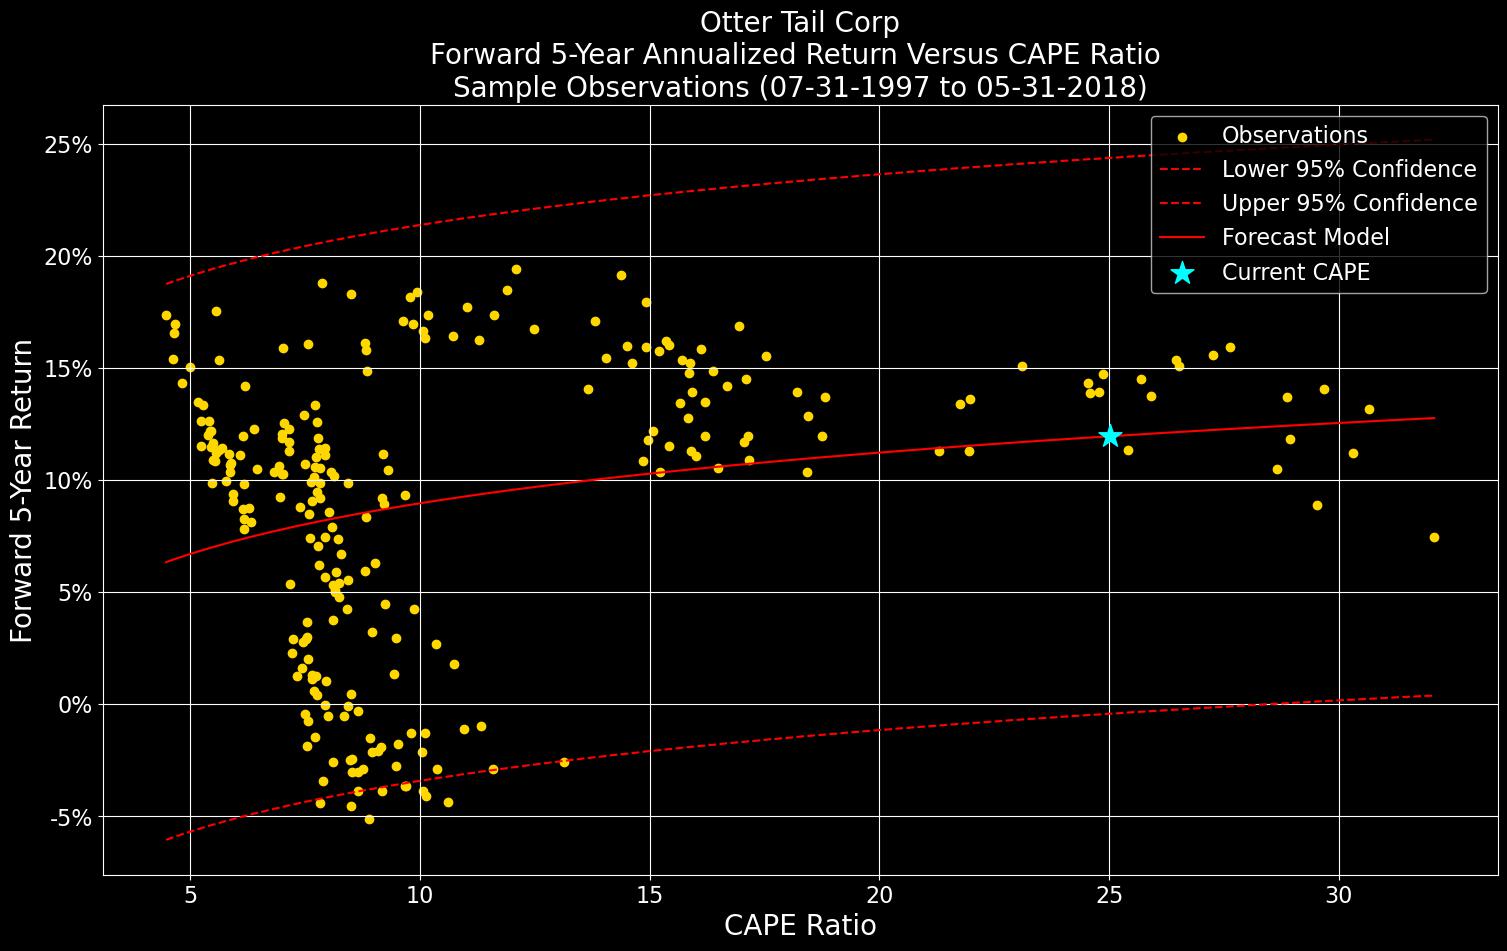 Otter Tail Corp
Forward 5-Year Annualized Return Versus CAPE Ratio
Sample Observations (07-31-1997 to 05-31-2018)
Observations
Lower 95% Confidence
Upper 95% Confidence
Forecast Model
Current CAPE
Forward 5-Year Return
25%
20%
15%
10%
5%
0%
-5%
5 10 15 20 25 30
CAPE Ratio